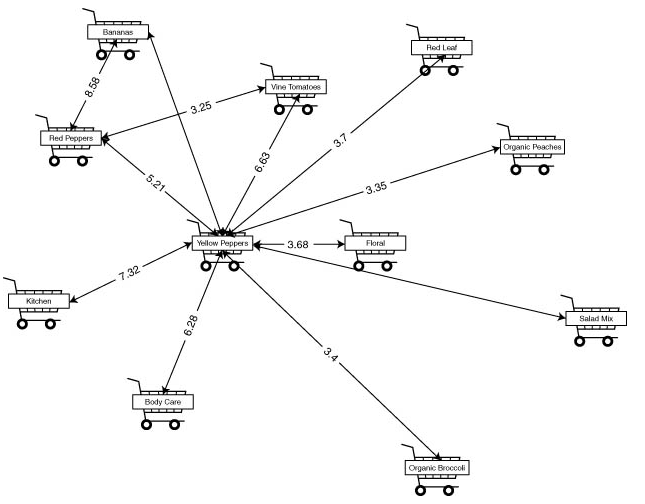 Bananas
Red Leaf
Vine Tomatoes
8.58
3.25
Red Peppers
3.7
Organic Peaches
6.63
5.21
3.35
Yellow Peppers
3.68
Floral
7.32
Kitchen
Salad Mix
6.28
3.4
Body Care
Organic Broccoli